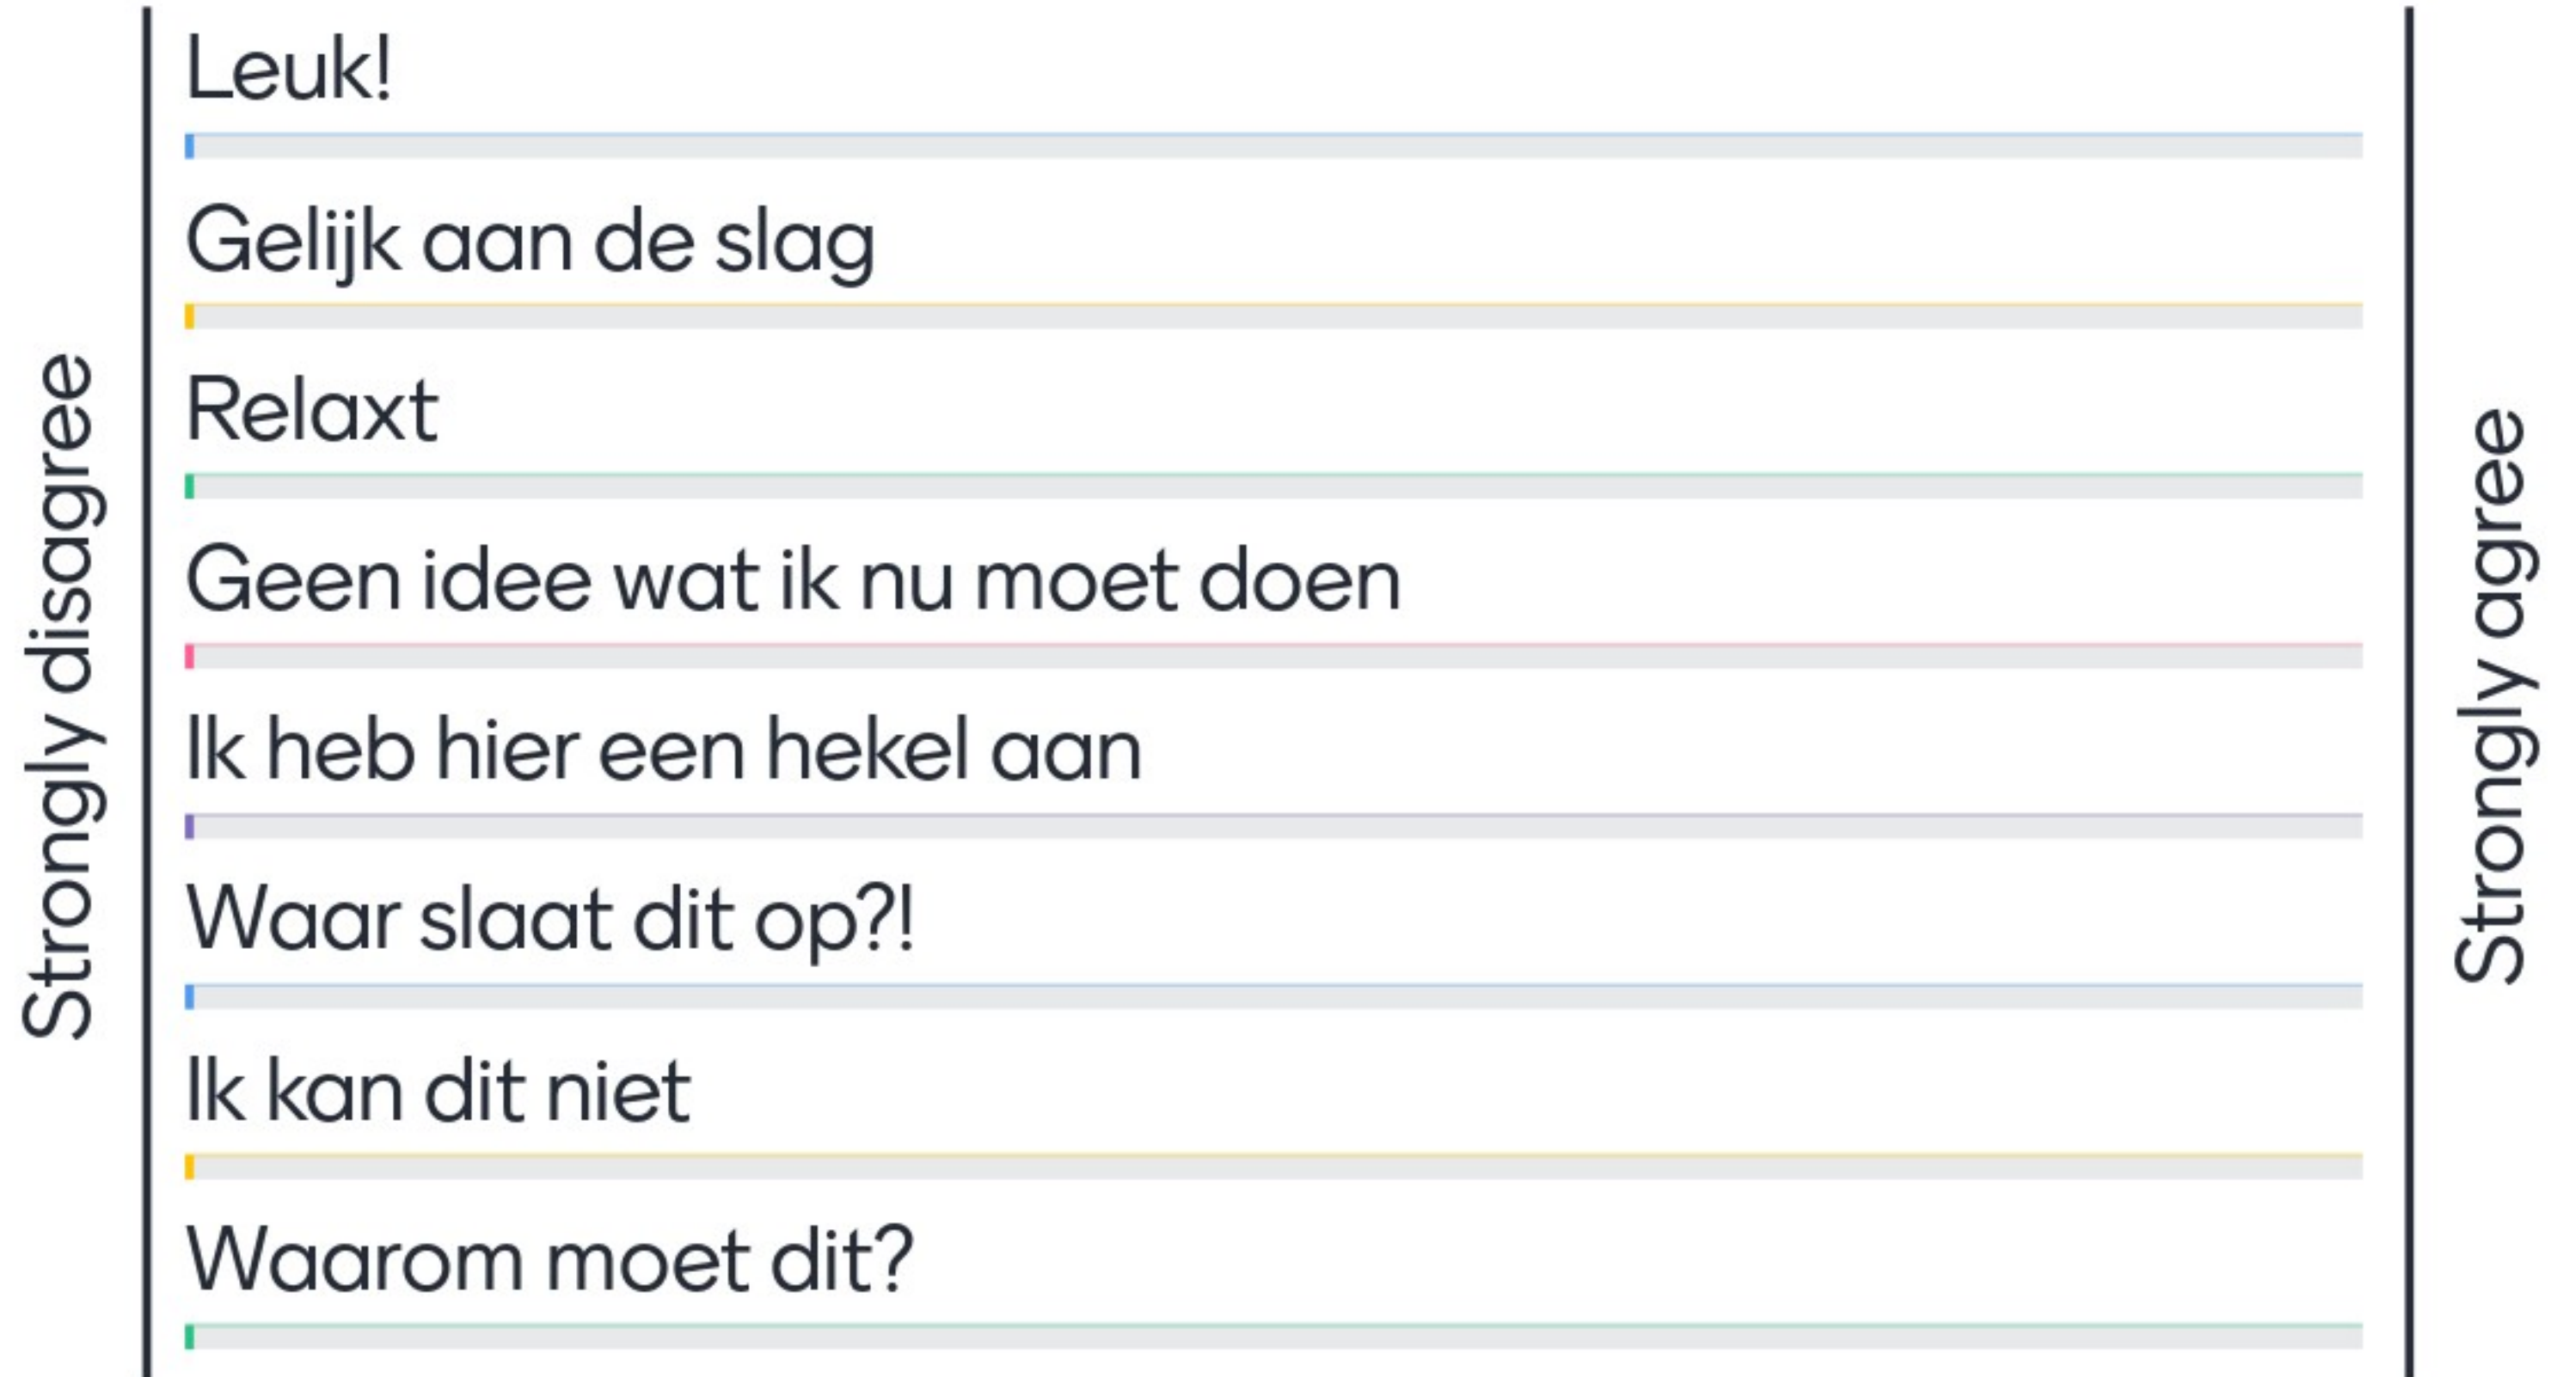 Strongly disagree
Leuk!
Gelijk aan de slag
Relaxt
Geen idee wat ik nu moet doen
Ik heb hier een hekel aan
Waar slaat dit op?!
Ik kan dit niet
Waarom moet dit?
Strongly agree